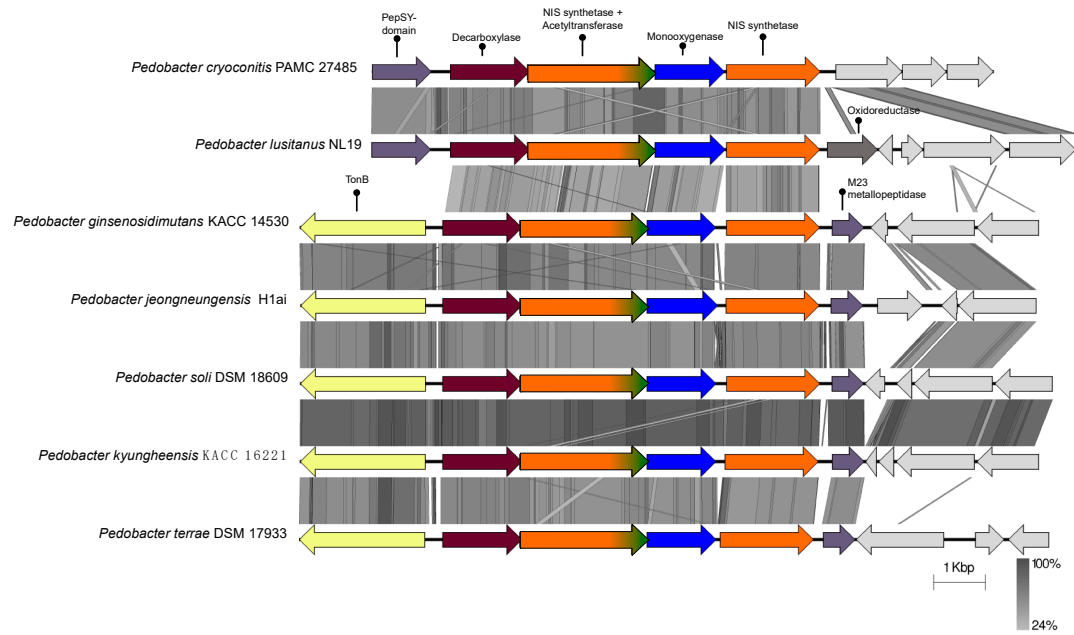 PepSY-
domain
Decarboxylase
NIS synthetase +
Acetyltransferase
Monooxygenase
NIS synthetase
Pedobacter cryoconitis PAMC 27485
Oxidoreductase
Pedobacter lusitanus NL19
TonB
M23
metallopeptidase
Pedobacter ginsenosidimutans KACC 14530
Pedobacter jeongneungensis H1ai
Pedobacter soli DSM 18609
Pedobacter kyungheensis KACC 16221
Pedobacter terrae DSM 17933
1 Kbp
100%
24%